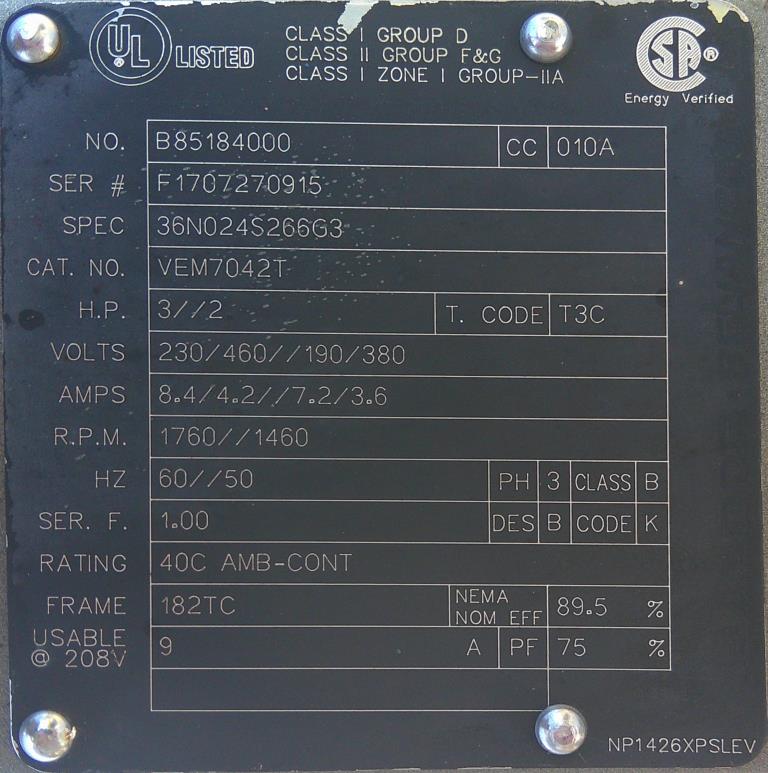 UL® LISTED
CLASS I GROUP D
CLASS II GROUP F&G
CLASS I ZONE I GROUP-IIA
SA®
Energy Verified
NO. B85184000 CC 010A
SER # F1707270915
SPEC 36N024S266G3
CAT. NO. VEM7042T
H.P. 3//2 T. CODE T3C
VOLTS 230/460//190/380
AMPS 8.4/4.2//7.2/3.6
R.P.M. 1760//1460
HZ 60//50 PH 3 CLASS B
SER. F. 1.00 DES B CODE K
RATING 40C AMB-CONT
FRAME 182TC NEMA NOM EFF 89.5 %
USABLE @ 208V 9 A PF 75 %
NP1426XPSLEV